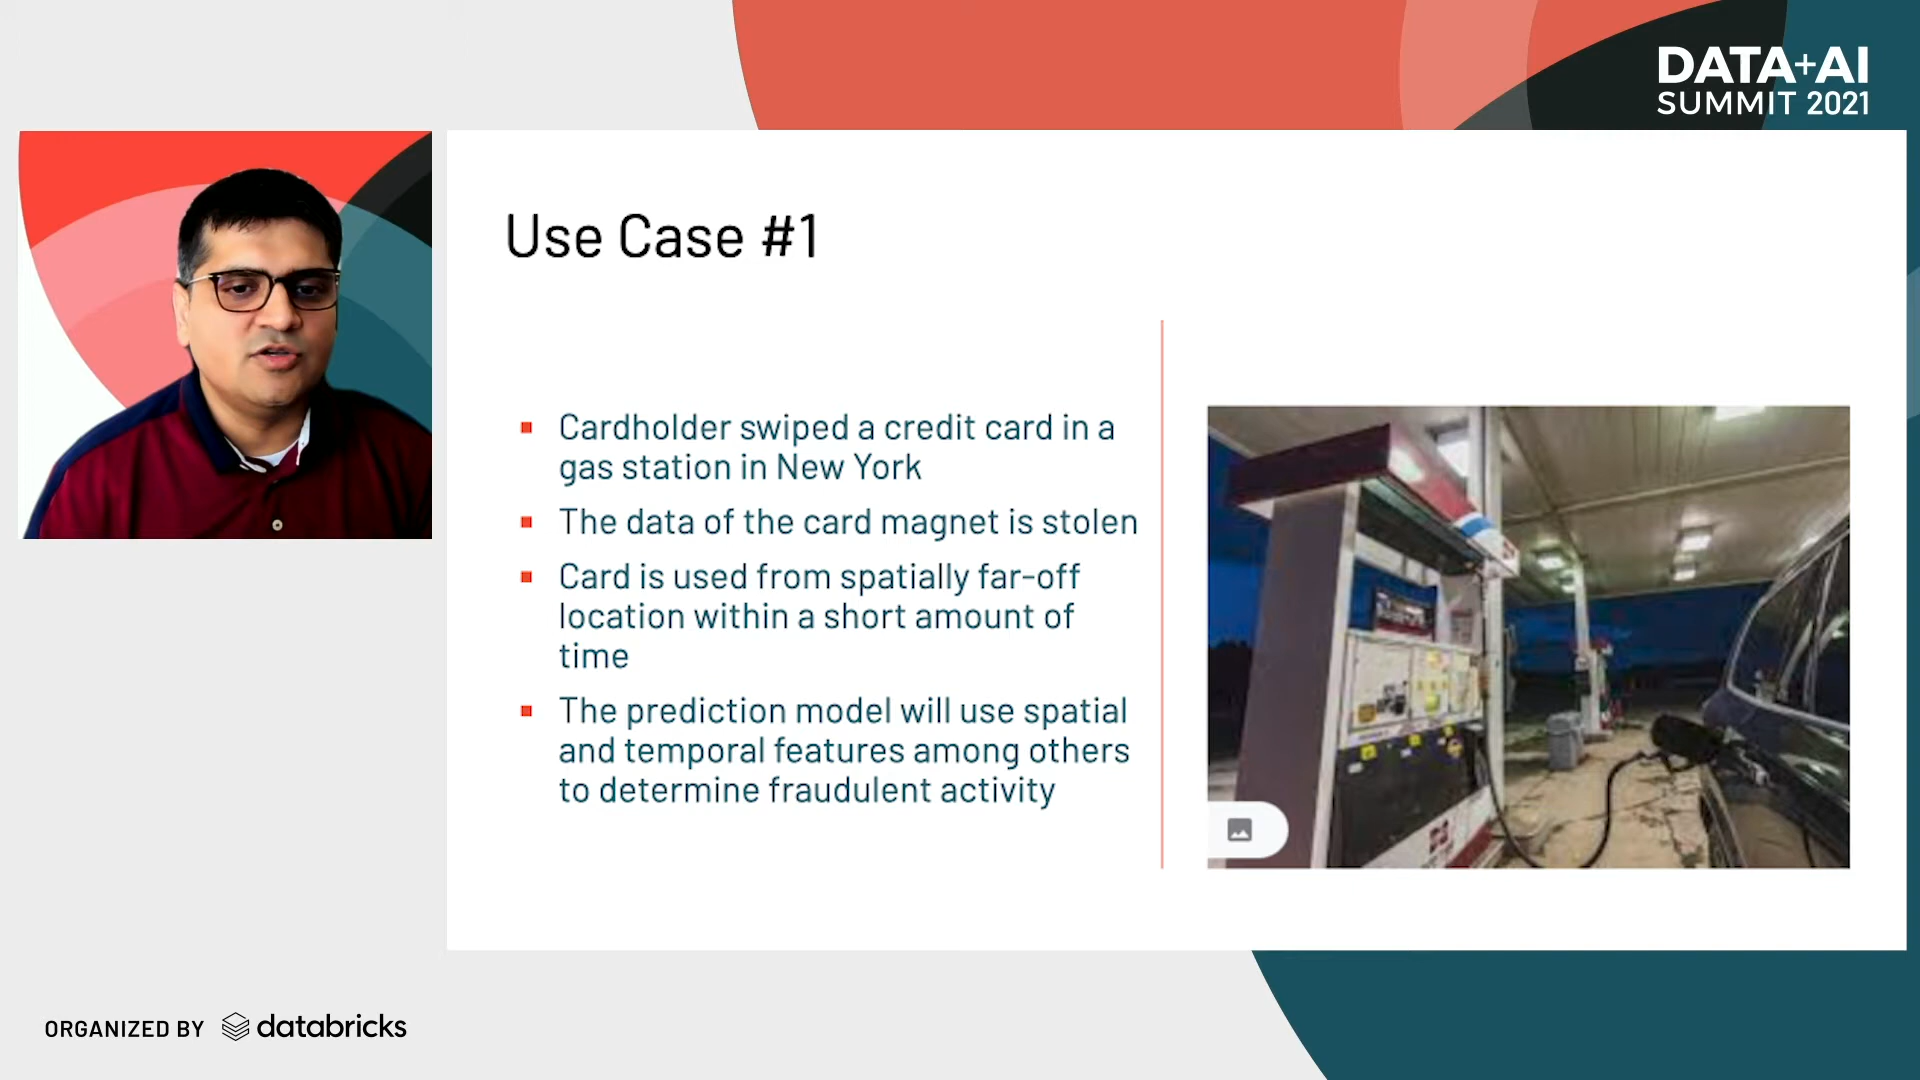 DATA+AI
SUMMIT 2021
Use Case #1
Cardholder swiped a credit card in a
gas station in New York
The data of the card magnet is stolen
Card is used from spatially far-off
location within a short amount of
time
The prediction model will use spatial
and temporal features among others
to determine fraudulent activity
ORGANIZED BY databricks